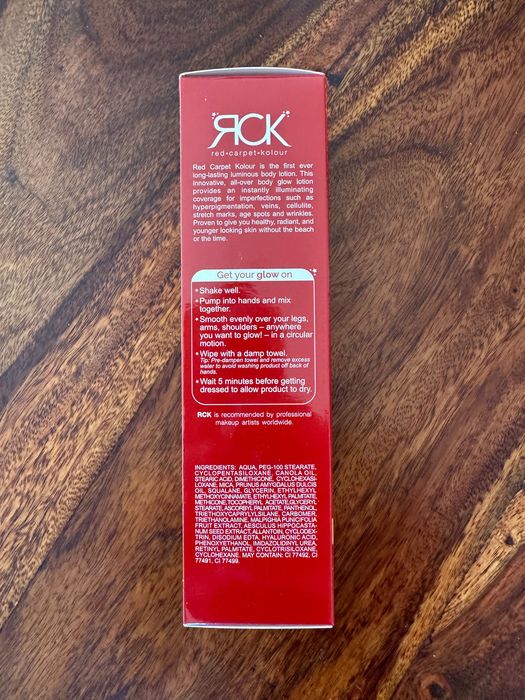 RCK
red•carpet•kolour
Red Carpet Kolour is the first ever
long-lasting luminous body lotion. This
innovative, all-over body glow lotion
provides an instantly illuminating
coverage for imperfections such as
hyperpigmentation, veins, cellulite,
stretch marks, age spots and wrinkles.
Proven to give you healthy, radiant, and
younger looking skin without the beach
or the time.
Get your glow on
• Shake well.
• Pump into hands and mix
together.
• Smooth evenly over your legs,
arms, shoulders – anywhere
you want to glow! – in a circular
motion.
• Wipe with a damp towel.
Tip: Pre-dampen towel and remove excess
water to avoid washing product off back of
hands.
• Wait 5 minutes before getting
dressed to allow product to dry.
RCK is recommended by professional
makeup artists worldwide.
INGREDIENTS: AQUA, PEG-100 STEARATE,
CYCLOPENTASILOXANE, CANOLA OIL,
STEARIC ACID, DIMETHICONE, CYCLOHEXASI-
LOXANE, MICA, PRUNUS AMYGDALUS DULCIS
OIL, SQUALANE, GLYCERIN, ETHYLHEXYL
METHOXYCINNAMATE, ETHYLHEXYL PALMITATE,
METHICONE, TOCOPHERYL ACETATE, GLYCERYL
STEARATE, ASCORBYL PALMITATE, PANTHENOL,
TRIETHOXYCAPRYLYLSILANE, CARBOMER,
TRIETHANOLAMINE, MALPIGHIA PUNICIFOLIA
FRUIT EXTRACT, AESCULUS HIPPOCASTA-
NUM SEED EXTRACT, ALLANTOIN, CYCLODEX-
TRIN, DISODIUM EDTA, HYALURONIC ACID,
PHENOXYETHANOL, IMIDAZOLIDINYL UREA,
RETINYL PALMITATE, CYCLOTRISILOXANE,
CYCLOHEXANE. MAY CONTAIN: CI 77492, CI
77491, CI 77499.